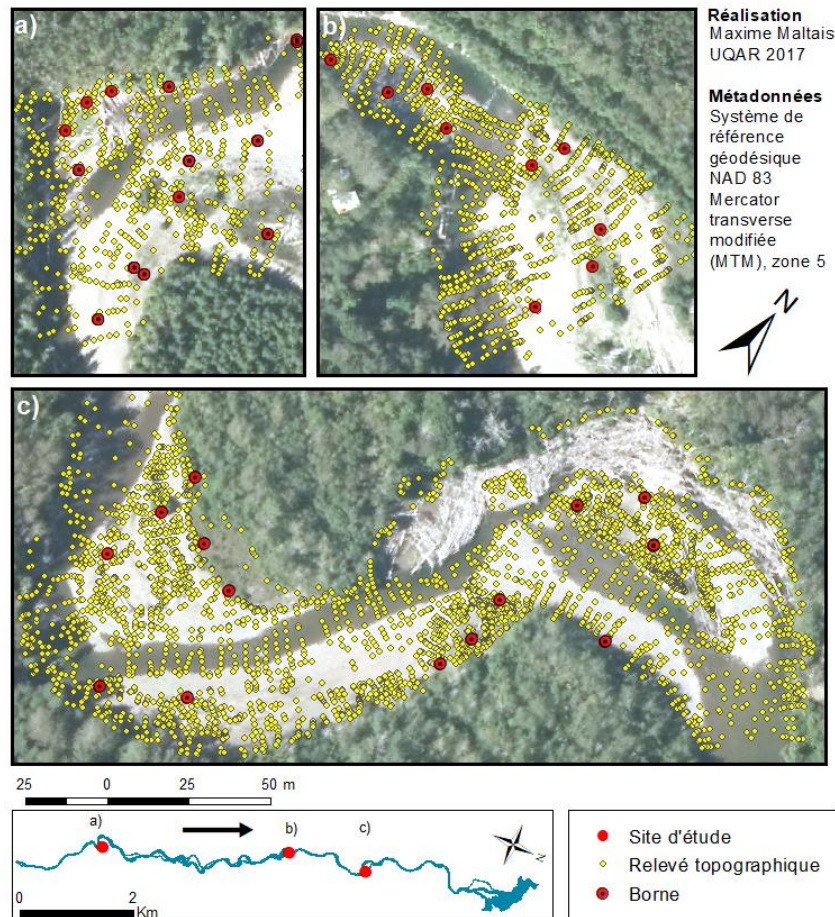 a)
b)
Réalisation
Maxime Maltais
UQAR 2017
Métadonnées
Système de
référence
géodésique
NAD 83
Mercator
transverse
modifiée
(MTM), zone 5
N
c)
25 0 25 50 m
a)
b)
c)
N
0 2
Km
Site d'étude
Relevé topographique
Borne